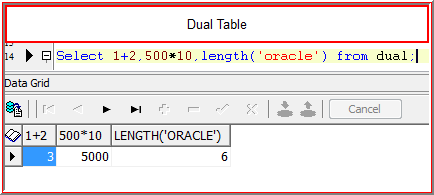 Dual Table
14 Select 1+2,500*10,length('oracle') from dual;
Data Grid
Cancel
1+2 500*10 LENGTH('ORACLE')
3 5000 6